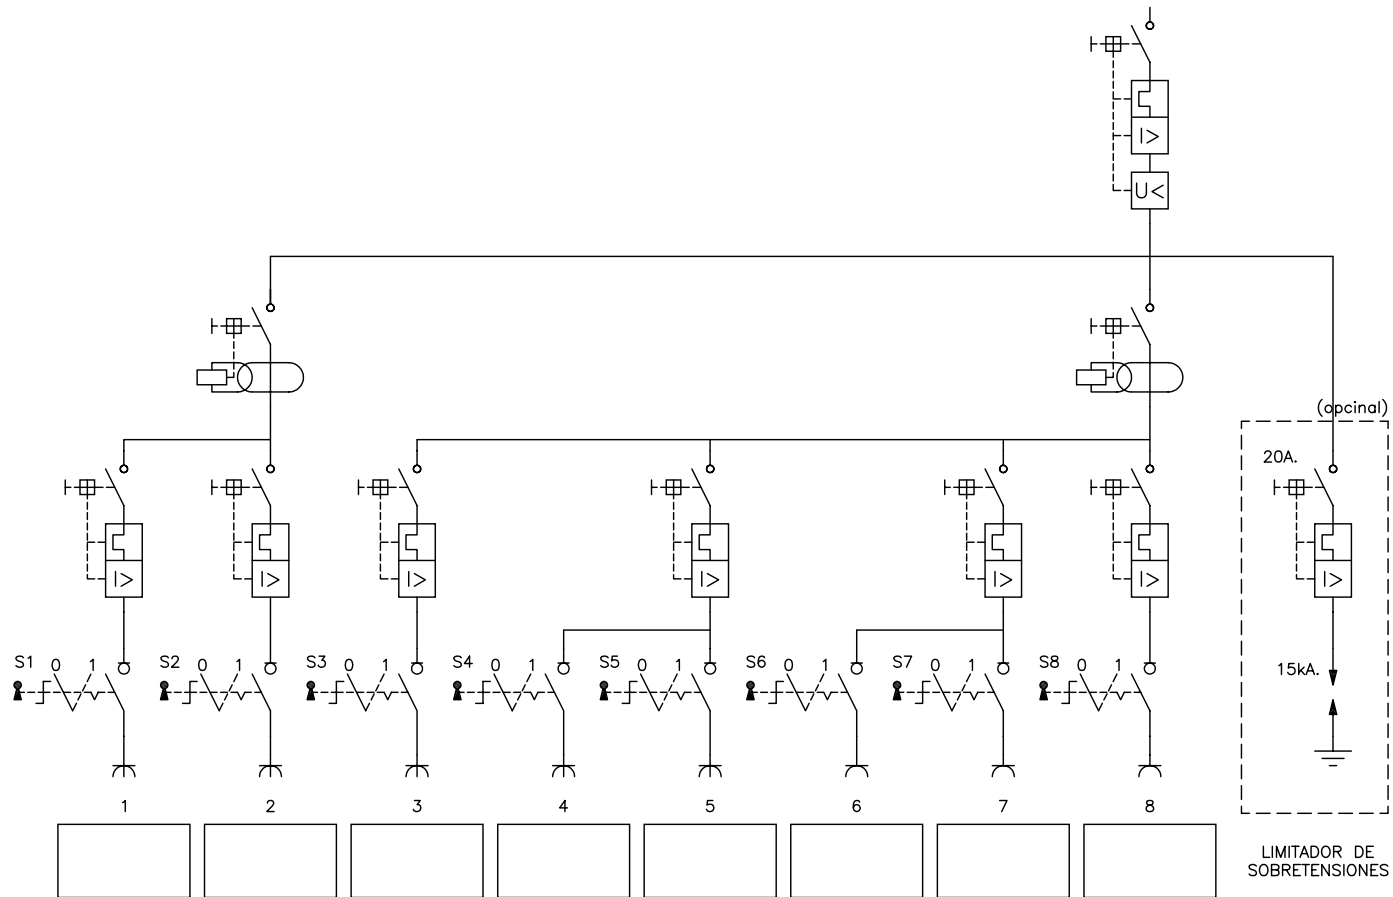 I>
U<
(opcinal)
20A.
I>
I>
I>
I>
I>
I>
I>
S1 0 1
S2 0 1
S3 0 1
S4 0 1
S5 0 1
S6 0 1
S7 0 1
S8 0 1
15kA.
1
2
3
4
5
6
7
8
LIMITADOR DE
SOBRETENSIONES